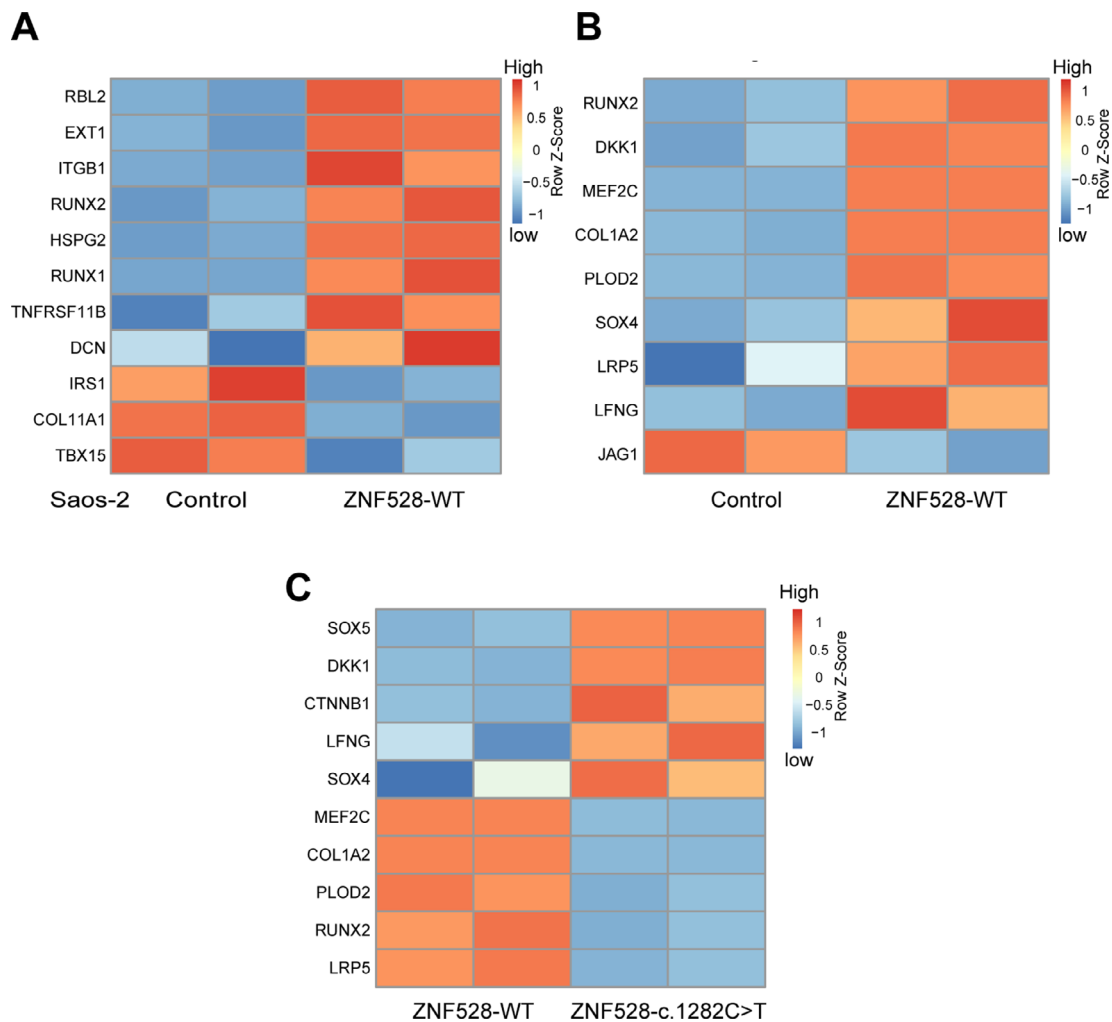 A
High
1
0.5
0
−0.5
−1
low
Row Z-Score
RBL2
EXT1
ITGB1
RUNX2
HSPG2
RUNX1
TNFRSF11B
DCN
IRS1
COL11A1
TBX15
Saos-2 Control ZNF528-WT
B
High
1
0.5
0
−0.5
−1
low
Row Z-Score
RUNX2
DKK1
MEF2C
COL1A2
PLOD2
SOX4
LRP5
LFNG
JAG1
Control ZNF528-WT
C
High
1
0.5
0
−0.5
−1
low
Row Z-Score
SOX5
DKK1
CTNNB1
LFNG
SOX4
MEF2C
COL1A2
PLOD2
RUNX2
LRP5
ZNF528-WT ZNF528-c.1282C>T